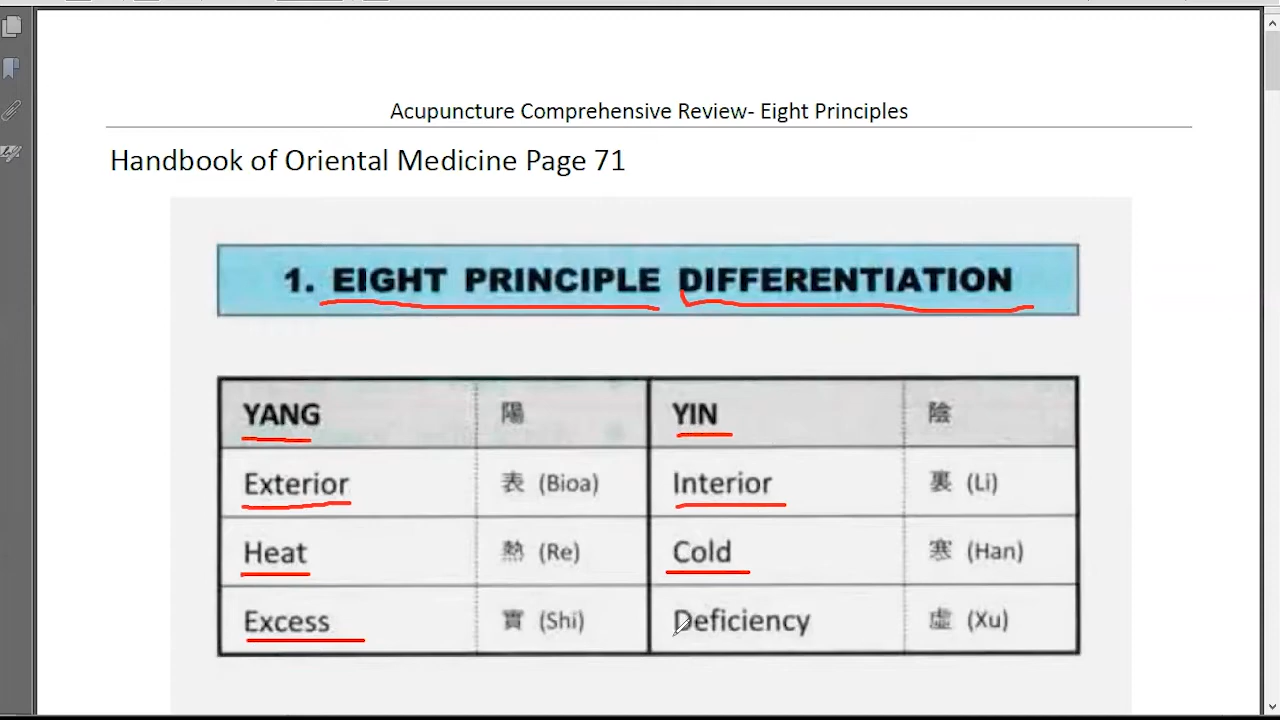 Acupuncture Comprehensive Review- Eight Principles
Handbook of Oriental Medicine Page 71
1. EIGHT PRINCIPLE DIFFERENTIATION
YANG 陽 YIN 陰
Exterior 表 (Bioa) Interior 裏 (Li)
Heat 熱 (Re) Cold 寒 (Han)
Excess 實 (Shi) Deficiency 虛 (Xu)